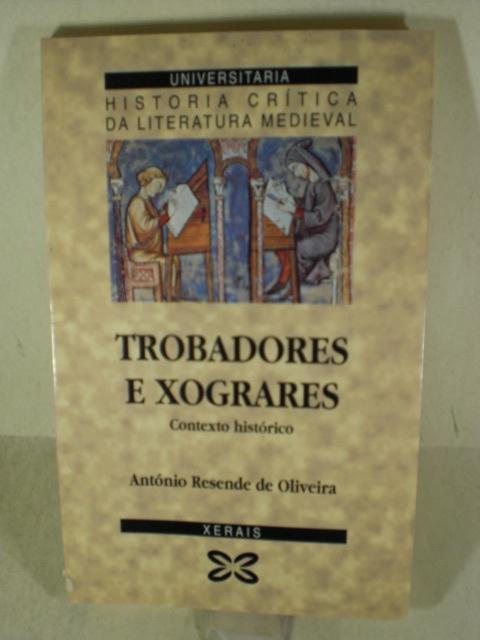 UNIVERSITARIA
HISTORIA CRÍTICA
DA LITERATURA MEDIEVAL
TROBADORES
E XOGRARES
Contexto histórico
António Resende de Oliveira
XERAIS